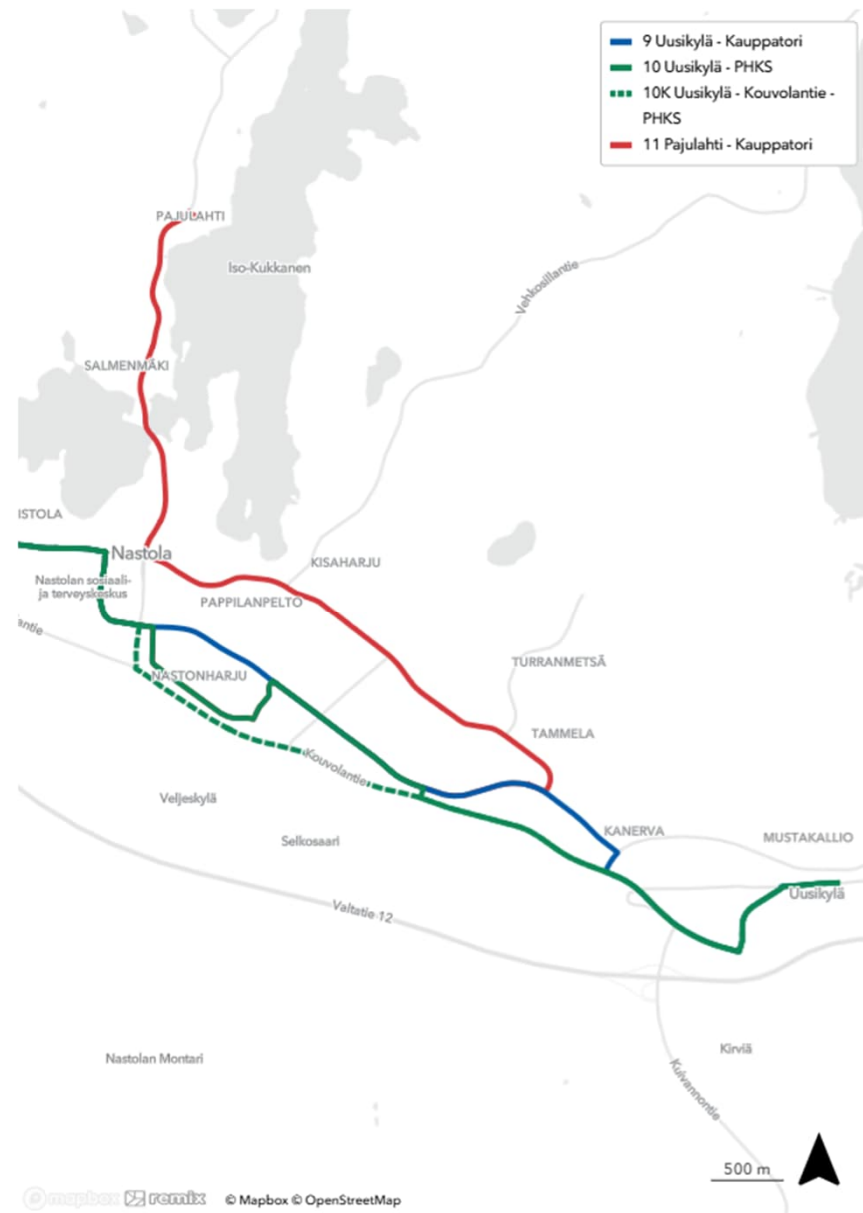 9 Uusikylä - Kauppatori
10 Uusikylä - PHKS
10K Uusikylä - Kouvolantie -
PHKS
11 Pajulahti - Kauppatori
PAJULAHTI
Iso-Kukkanen
Vehkosillantie
SALMENMÄKI
ISTOLA
Nastola
KISAHARJU
Nastolan sosiaali-
ja terveyskeskus
PAPPILANPELTO
antie
TURRANMETSÄ
NASTONHARJU
TAMMELA
Kouvolantie
Veljeskylä
KANERVA
MUSTAKALLIO
Selkosaari
Uusikylä
Valtatie 12
Kirviä
Nastolan Montari
Kuivannontie
500 m
mapbox remix © Mapbox © OpenStreetMap